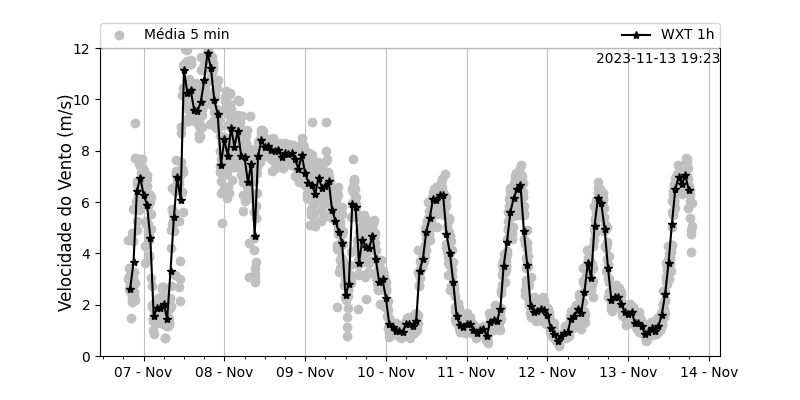 Média 5 min
WXT 1h
2023-11-13 19:23
Velocidade do Vento (m/s)
12
10
8
6
4
2
0
07 - Nov
08 - Nov
09 - Nov
10 - Nov
11 - Nov
12 - Nov
13 - Nov
14 - Nov